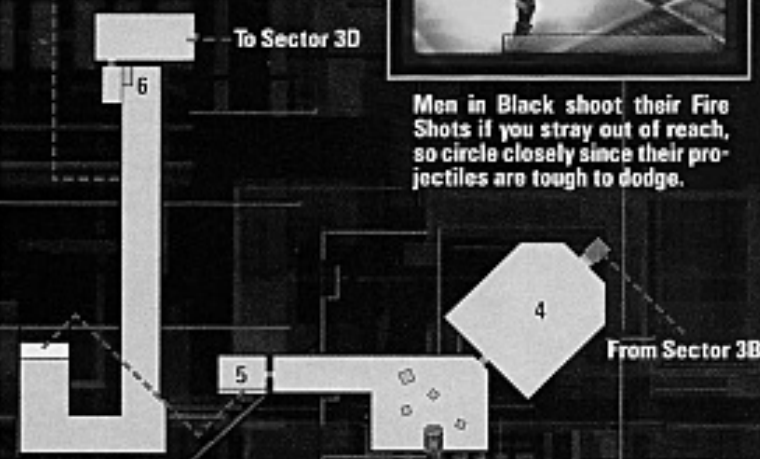 To Sector 3D
6
Men in Black shoot their Fire
Shots if you stray out of reach,
so circle closely since their pro-
jectiles are tough to dodge.
4
From Sector 3B
5